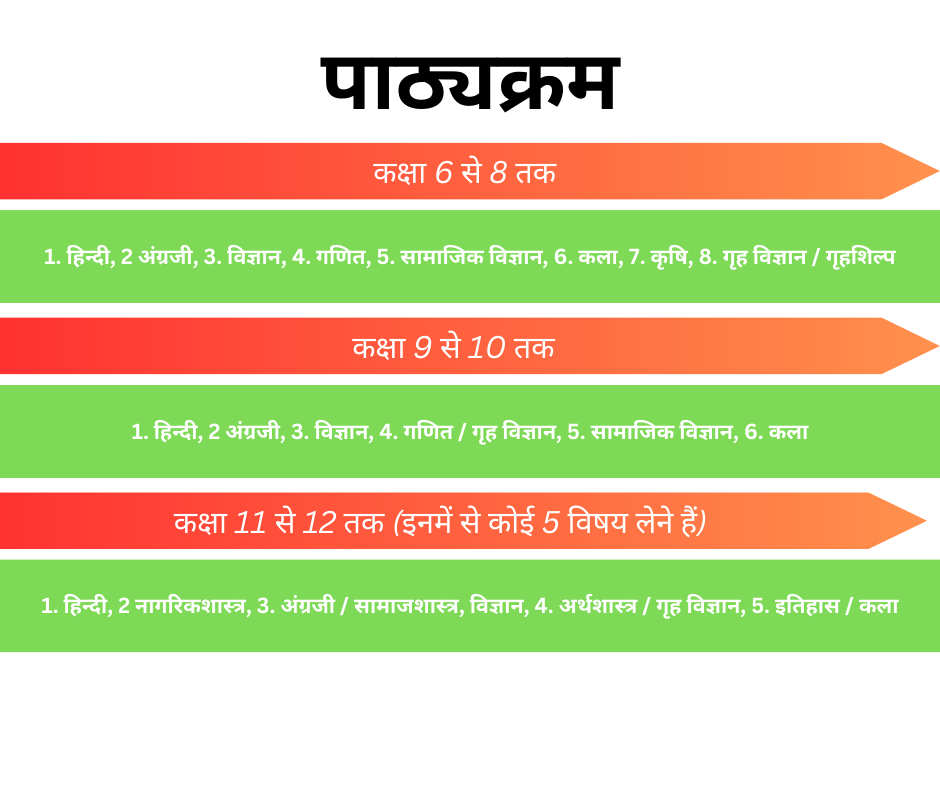 पाठ्यक्रम
कक्षा 6 से 8 तक
1. हिन्दी, 2 अंग्रजी, 3. विज्ञान, 4. गणित, 5. सामाजिक विज्ञान, 6. कला, 7. कृषि, 8. गृह विज्ञान / गृहशिल्प
कक्षा 9 से 10 तक
1. हिन्दी, 2 अंग्रजी, 3. विज्ञान, 4. गणित / गृह विज्ञान, 5. सामाजिक विज्ञान, 6. कला
कक्षा 11 से 12 तक (इनमें से कोई 5 विषय लेने हैं)
1. हिन्दी, 2 नागरिकशास्त्र, 3. अंग्रजी / सामाजशास्त्र, विज्ञान, 4. अर्थशास्त्र / गृह विज्ञान, 5. इतिहास / कला